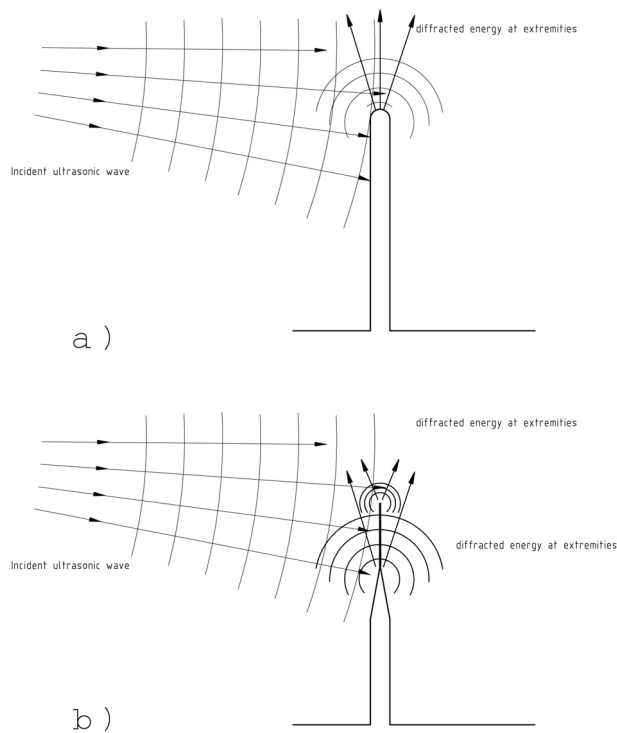 diffracted energy at extremities
Incident ultrasonic wave
a)
diffracted energy at extremities
diffracted energy at extremities
Incident ultrasonic wave
b)